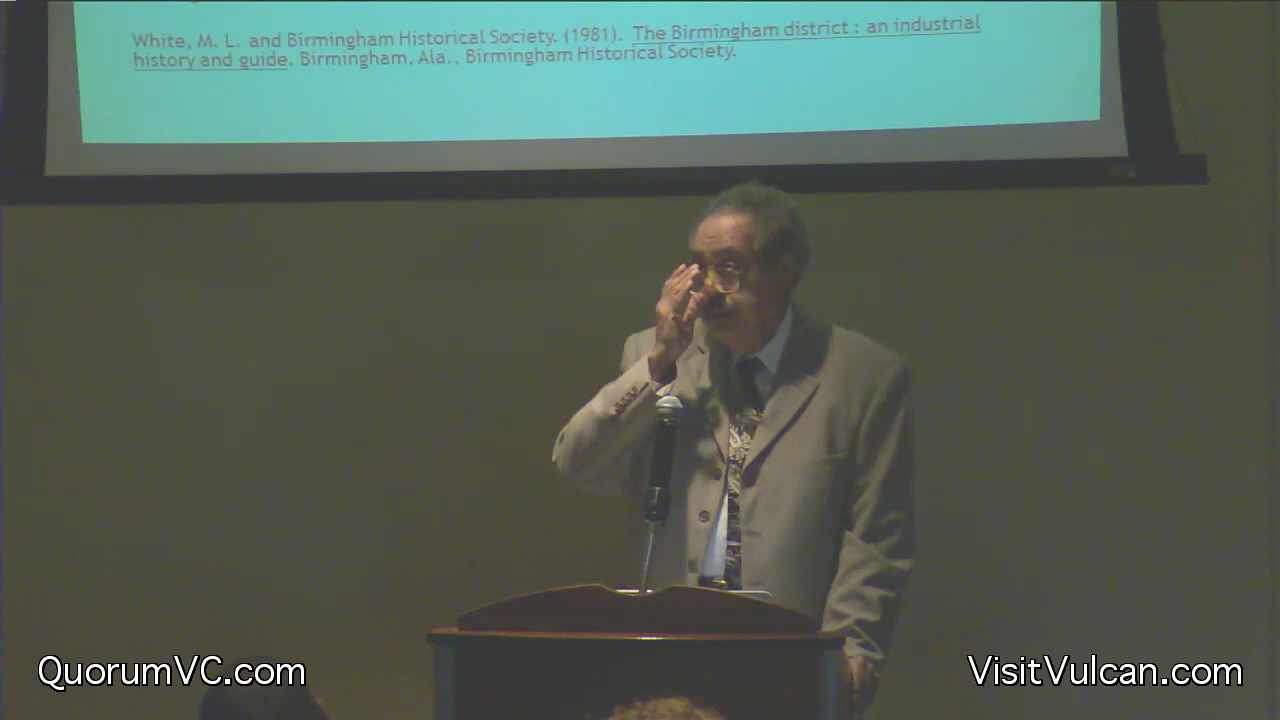 White, M. L. and Birmingham Historical Society. (1981). The Birmingham district : an industrial
history and guide. Birmingham, Ala., Birmingham Historical Society.
QuorumVC.com
VisitVulcan.com